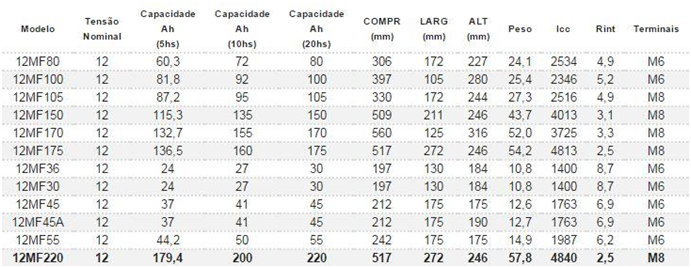 Modelo Tensão Nominal Capacidade Ah (5hs) Capacidade Ah (10hs) Capacidade Ah (20hs) COMPR (mm) LARG (mm) ALT (mm) Peso Icc Rint Terminais
12MF80 12 60,3 72 80 306 172 227 24,1 2534 4,9 M6
12MF100 12 81,8 92 100 397 105 280 25,4 2346 5,2 M6
12MF105 12 87,2 95 105 330 172 244 27,3 2516 4,9 M8
12MF150 12 115,3 135 150 509 211 246 43,7 4013 3,1 M8
12MF170 12 132,7 155 170 560 125 316 52,0 3725 3,3 M8
12MF175 12 136,5 160 175 517 272 246 54,2 4813 2,5 M8
12MF36 12 24 27 30 197 130 184 10,8 1400 8,7 M6
12MF30 12 24 27 30 197 130 184 10,8 1400 8,7 M6
12MF45 12 37 41 45 212 175 175 12,6 1763 6,9 M6
12MF45A 12 37 41 45 212 175 190 12,7 1763 6,9 M6
12MF55 12 44,2 50 55 242 175 175 14,9 1987 6,2 M6
12MF220 12 179,4 200 220 517 272 246 57,8 4840 2,5 M8